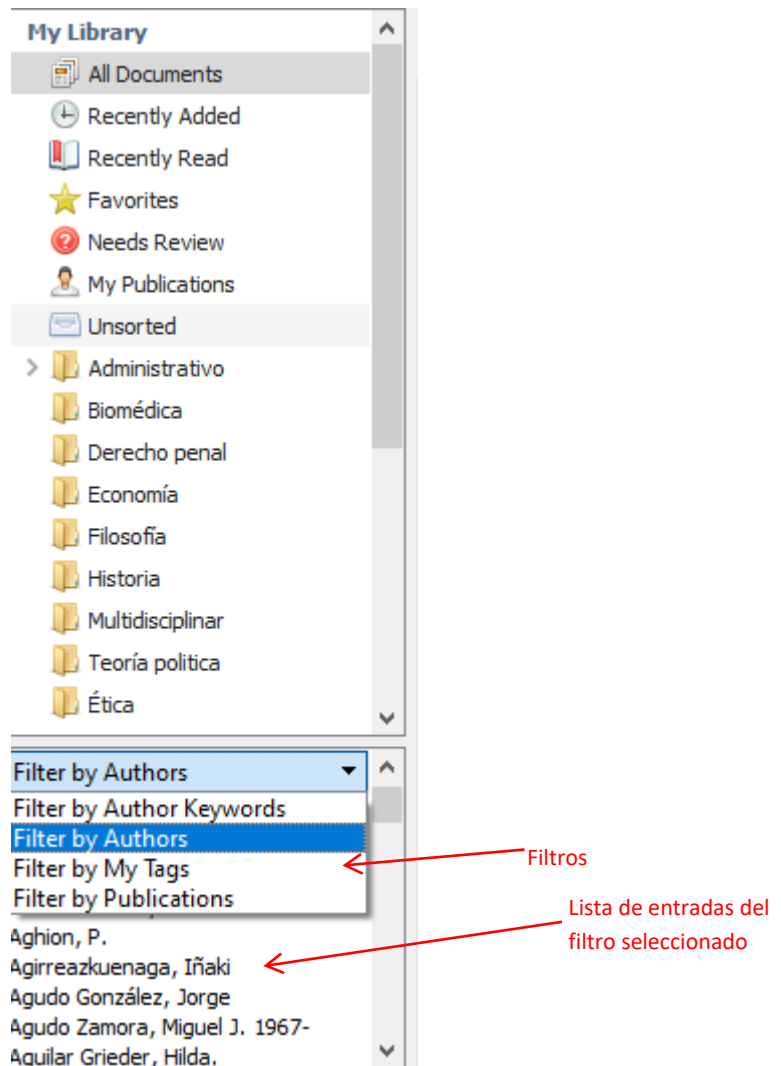 My Library
All Documents
Recently Added
Recently Read
Favorites
Needs Review
My Publications
Unsorted
Administrativo
Biomédica
Derecho penal
Economía
Filosofía
Historia
Multidisciplinar
Teoría politica
Ética
Filter by Authors
Filter by Author Keywords
Filter by Authors
Filter by My Tags
Filter by Publications
Filtros
Aghion, P.
Agirreazkuenaga, Iñaki
Agudo González, Jorge
Agudo Zamora, Miguel J. 1967-
Aguilar Grieder, Hilda.
Lista de entradas del
filtro seleccionado